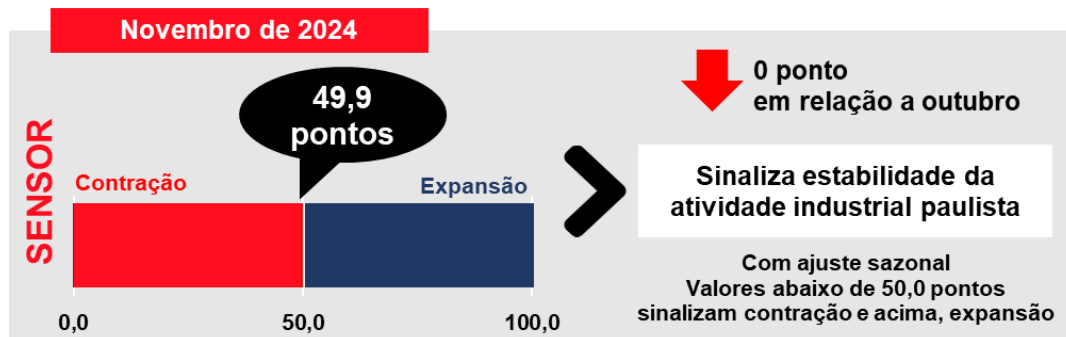 Novembro de 2024
49,9
pontos
SENSOR
Contração
Expansão
0,0
50,0
100,0
0 ponto
em relação a outubro
Sinaliza estabilidade da
atividade industrial paulista
Com ajuste sazonal
Valores abaixo de 50,0 pontos
sinalizam contração e acima, expansão